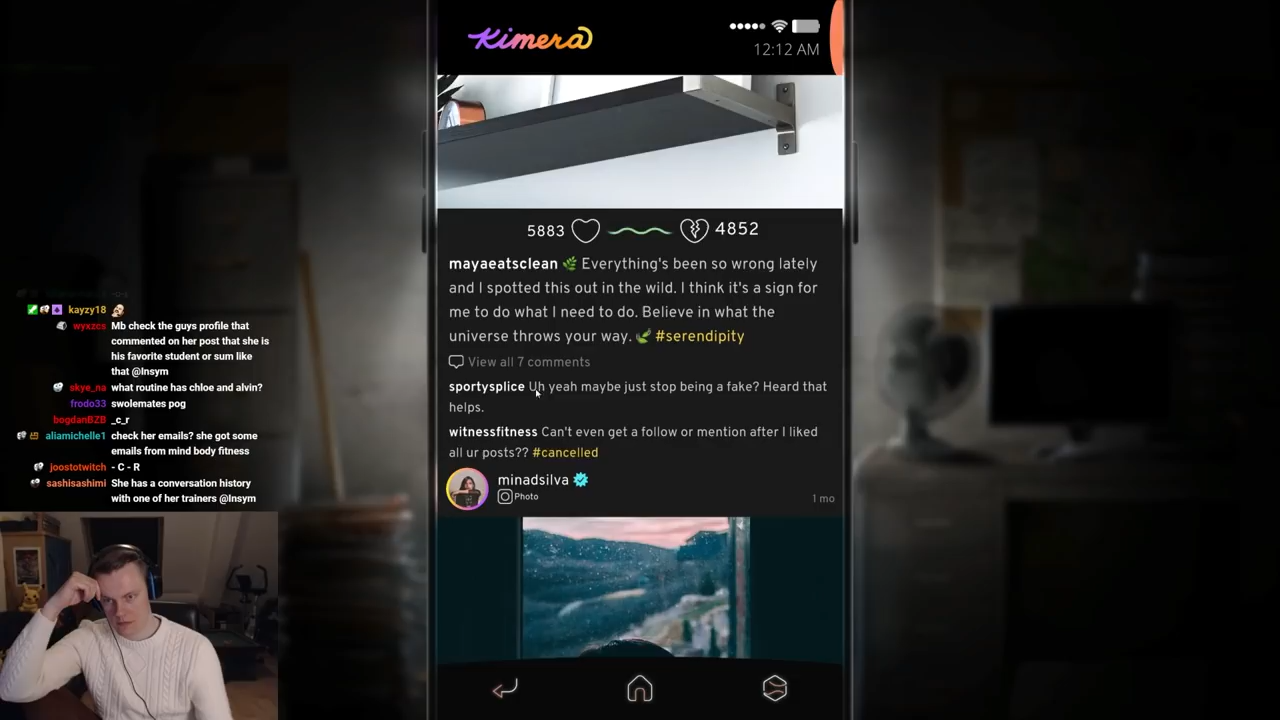 Kimera
12:12 AM
5883
4852
mayaeatsclean 🌿 Everything's been so wrong lately
and I spotted this out in the wild. I think it's a sign for
me to do what I need to do. Believe in what the
universe throws your way. 🌿 #serendipity
View all 7 comments
sportysplice Uh yeah maybe just stop being a fake? Heard that
helps.
witnessfitness Can't even get a follow or mention after I liked
all ur posts?? #cancelled
minadsilva
Photo
1 mo
kayzy18
wyxzcs Mb check the guys profile that
commented on her post that she is
his favorite student or sum like
that @Insym
skye_na what routine has chloe and alvin?
frodo33 swolemates pog
bogdanBZB _c_r
aliamichelle1 check her emails? she got some
emails from mind body fitness
joostotwitch - C - R
sashisashimi She has a conversation history
with one of her trainers @Insym